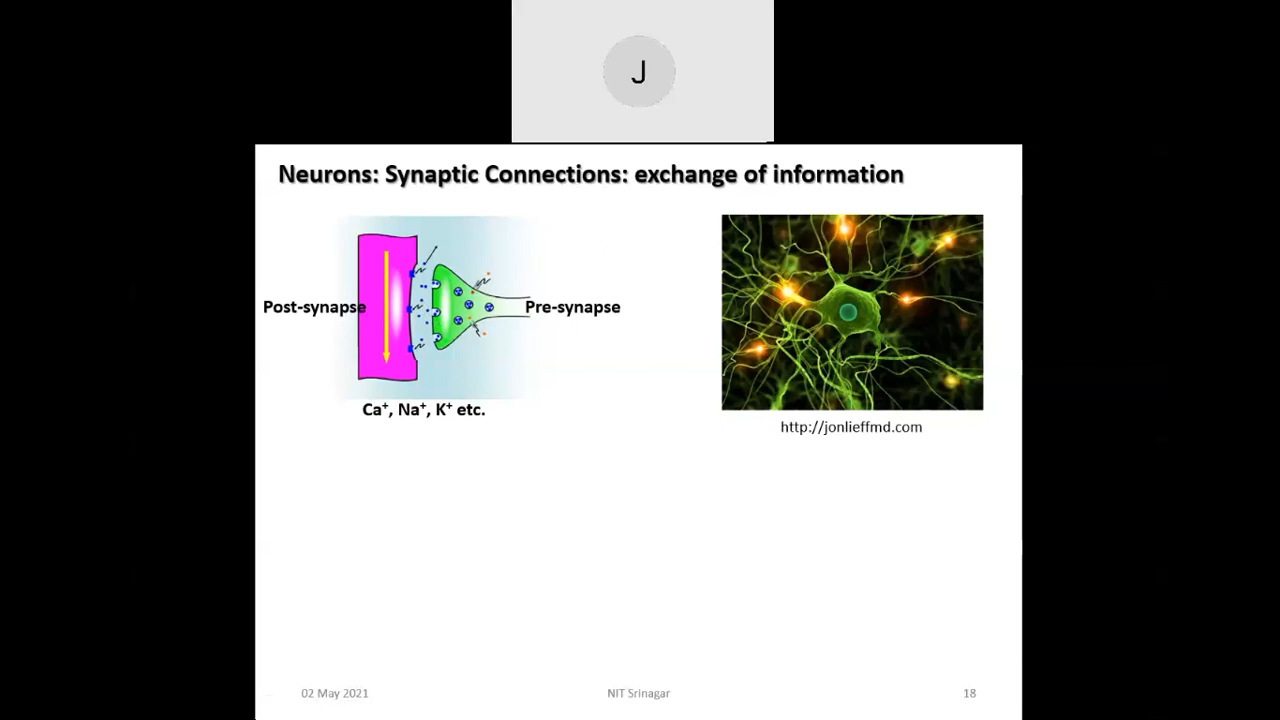 J
Neurons: Synaptic Connections: exchange of information
Post-synapse
Pre-synapse
Ca⁺, Na⁺, K⁺ etc.
http://jonlieffmd.com
02 May 2021
NIT Srinagar
18